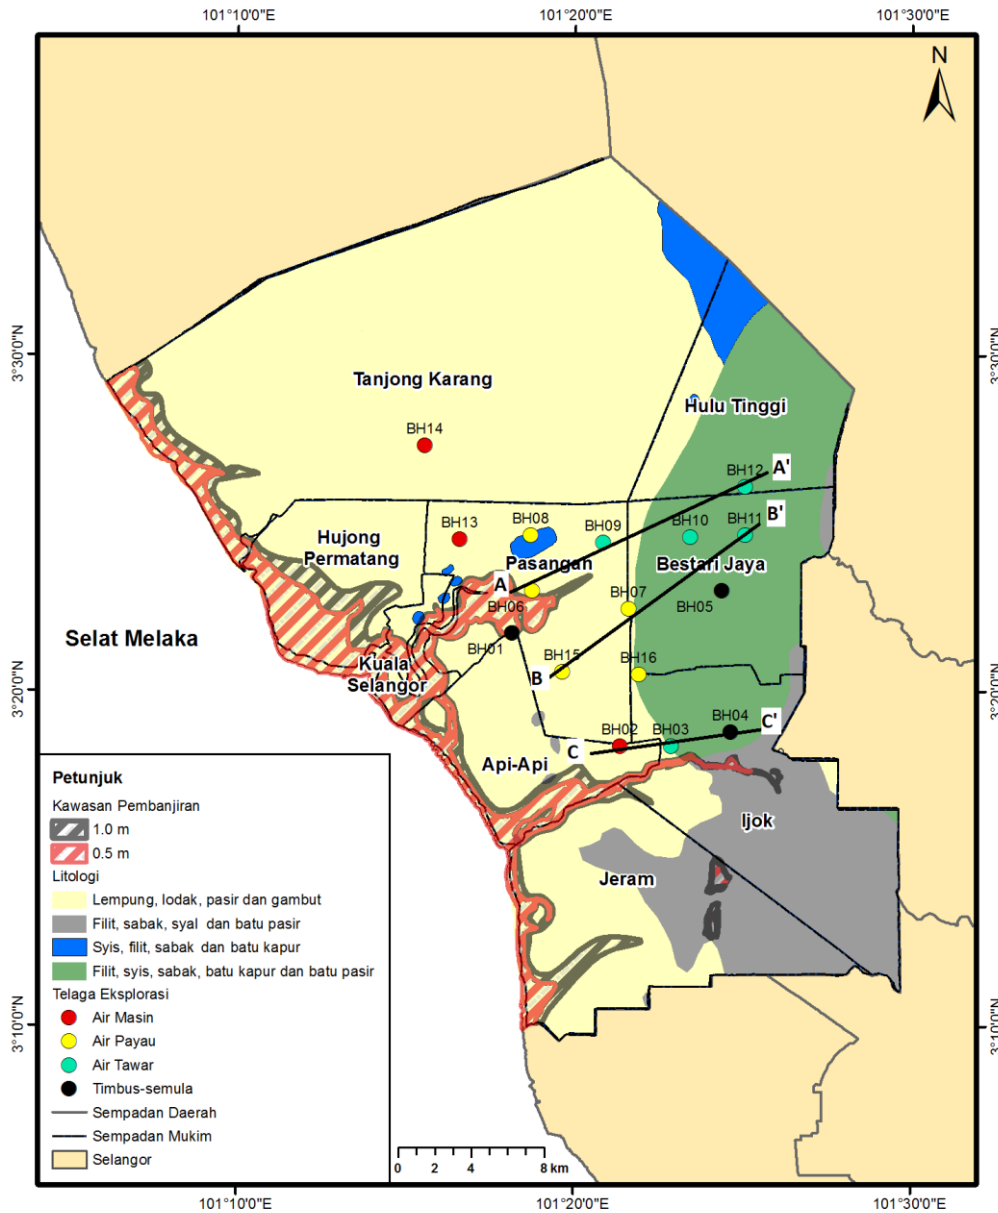 101°10'0"E
101°20'0"E
101°30'0"E
N
3°30'0"N
3°30'0"N
Tanjong Karang
Hulu Tinggi
BH14
BH12
A'
B'
BH13
BH08
BH09
BH10
BH11
Hujong
Permatang
Pasangan
Bestari Jaya
A
BH07
BH06
BH05
Selat Melaka
BH01
Kuala
Selangor
BH15
BH16
B
3°20'0"N
3°20'0"N
BH02
BH03
BH04
C'
C
Api-Api
Ijok
Jeram
Petunjuk
Kawasan Pembanjiran
1.0 m
0.5 m
Litologi
Lempung, lodak, pasir dan gambut
Filit, sabak, syal dan batu pasir
Syis, filit, sabak dan batu kapur
Filit, syis, sabak, batu kapur dan batu pasir
Telaga Eksplorasi
Air Masin
Air Payau
Air Tawar
Timbus-semula
Sempadan Daerah
Sempadan Mukim
Selangor
3°10'0"N
3°10'0"N
0 2 4 8 km
101°10'0"E
101°20'0"E
101°30'0"E